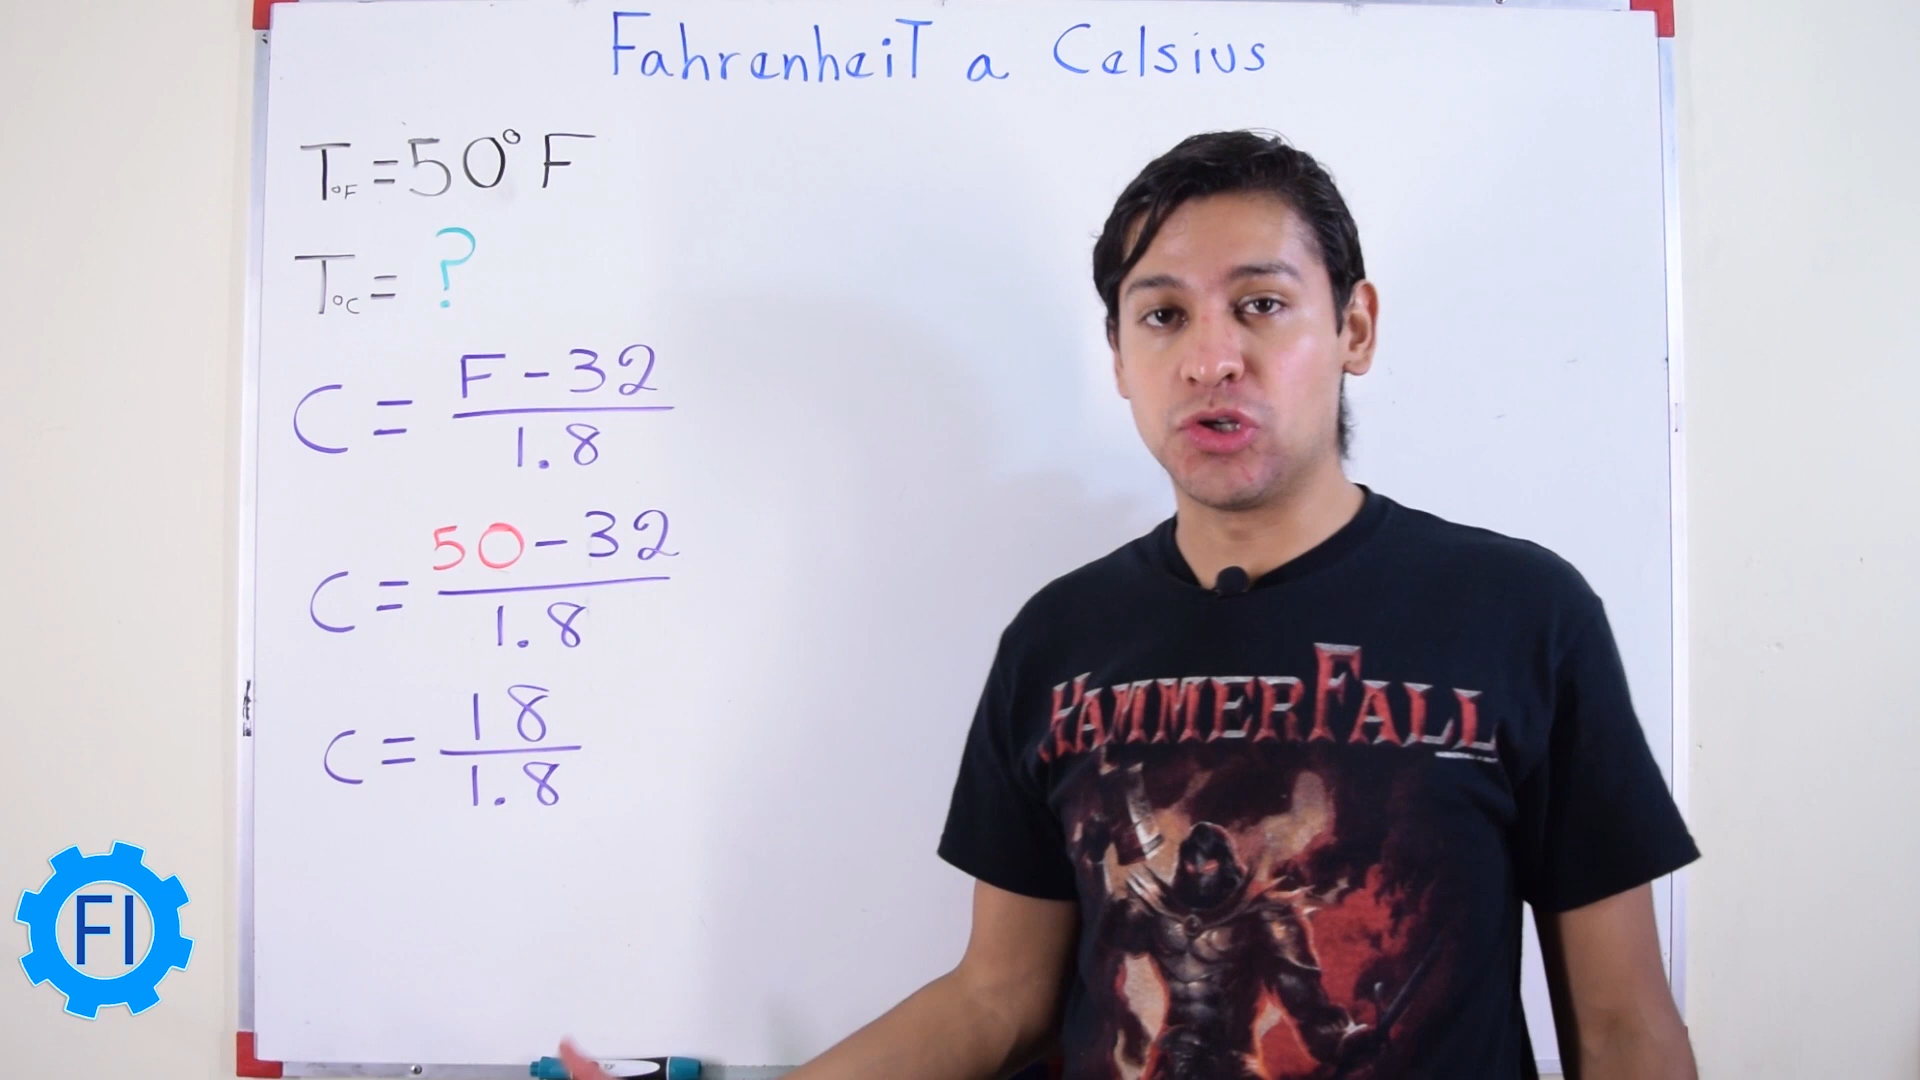 FahrenheiT a Celsius
T°F = 50° F
T°C = ?
C = F - 32
1.8
C = 50 - 32
1.8
C = 18
1.8
HAMMERFALL
FI